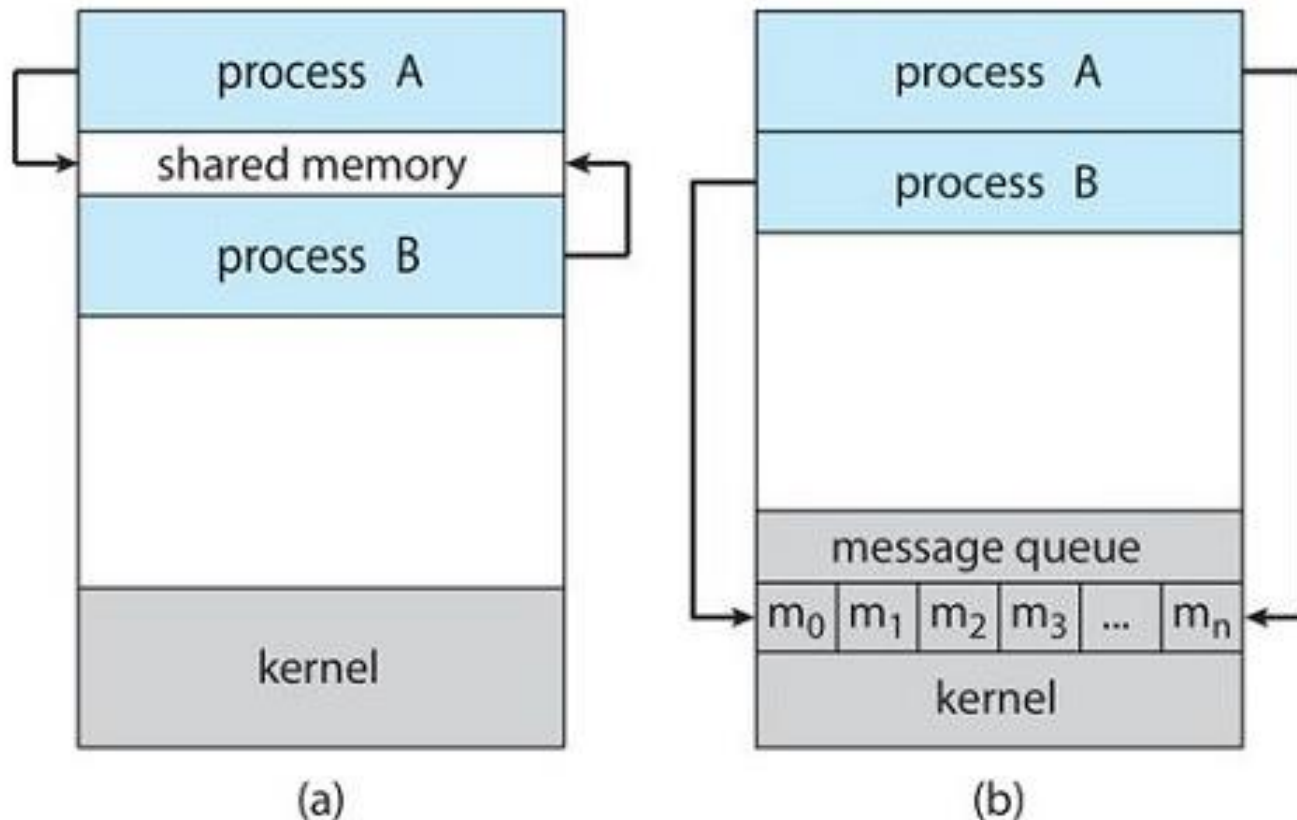 process A
shared memory
process B
kernel
(a)
process A
process B
message queue
m₀ m₁ m₂ m₃ ... mₙ
kernel
(b)